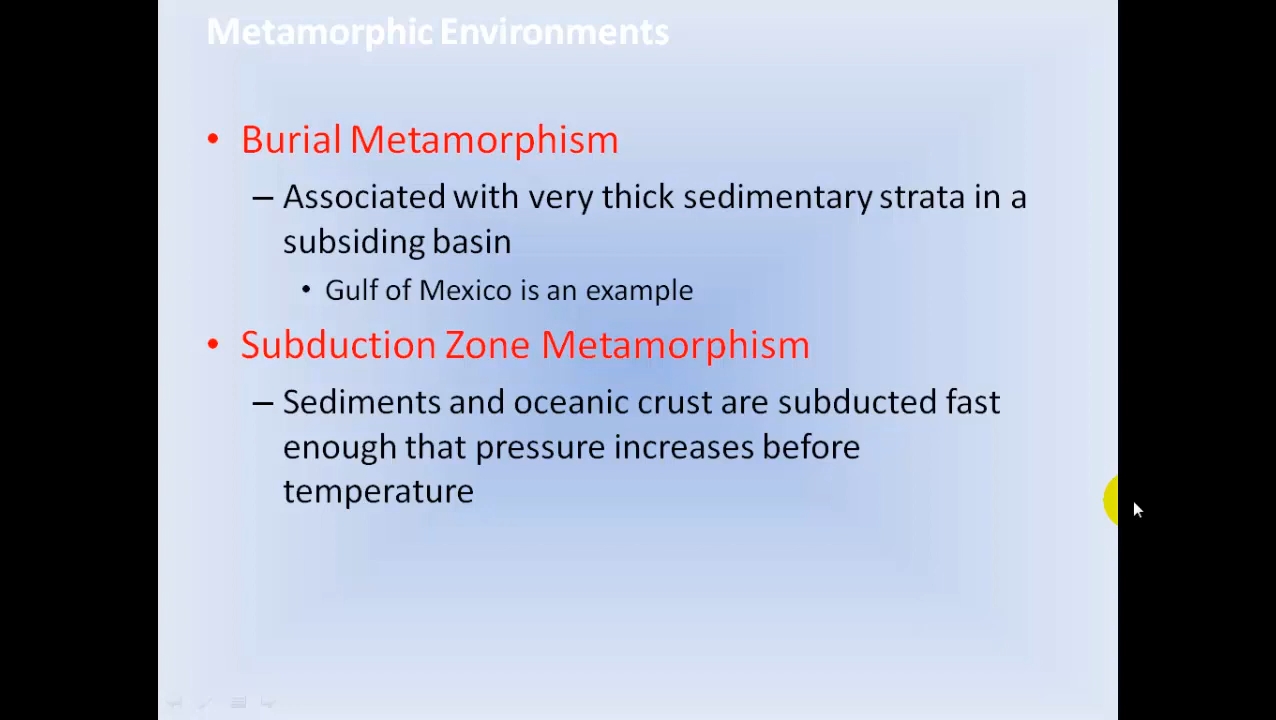 Metamorphic Environments
• Burial Metamorphism
– Associated with very thick sedimentary strata in a
subsiding basin
• Gulf of Mexico is an example
• Subduction Zone Metamorphism
– Sediments and oceanic crust are subducted fast
enough that pressure increases before
temperature